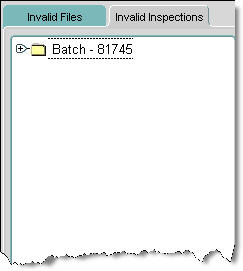 Invalid Files Invalid Inspections
Batch - 81745